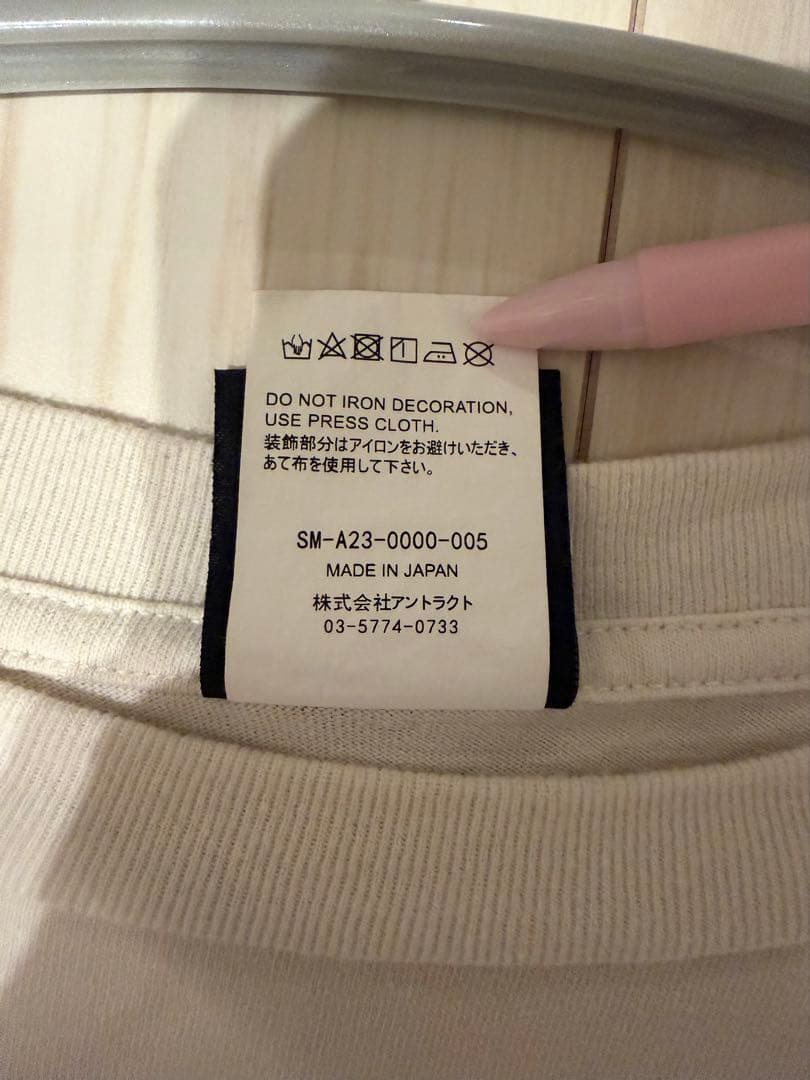 DO NOT IRON DECORATION,
USE PRESS CLOTH.
装飾部分はアイロンをお避けいただき、
あて布を使用して下さい。
SM-A23-0000-005
MADE IN JAPAN
株式会社アントラクト
03-5774-0733